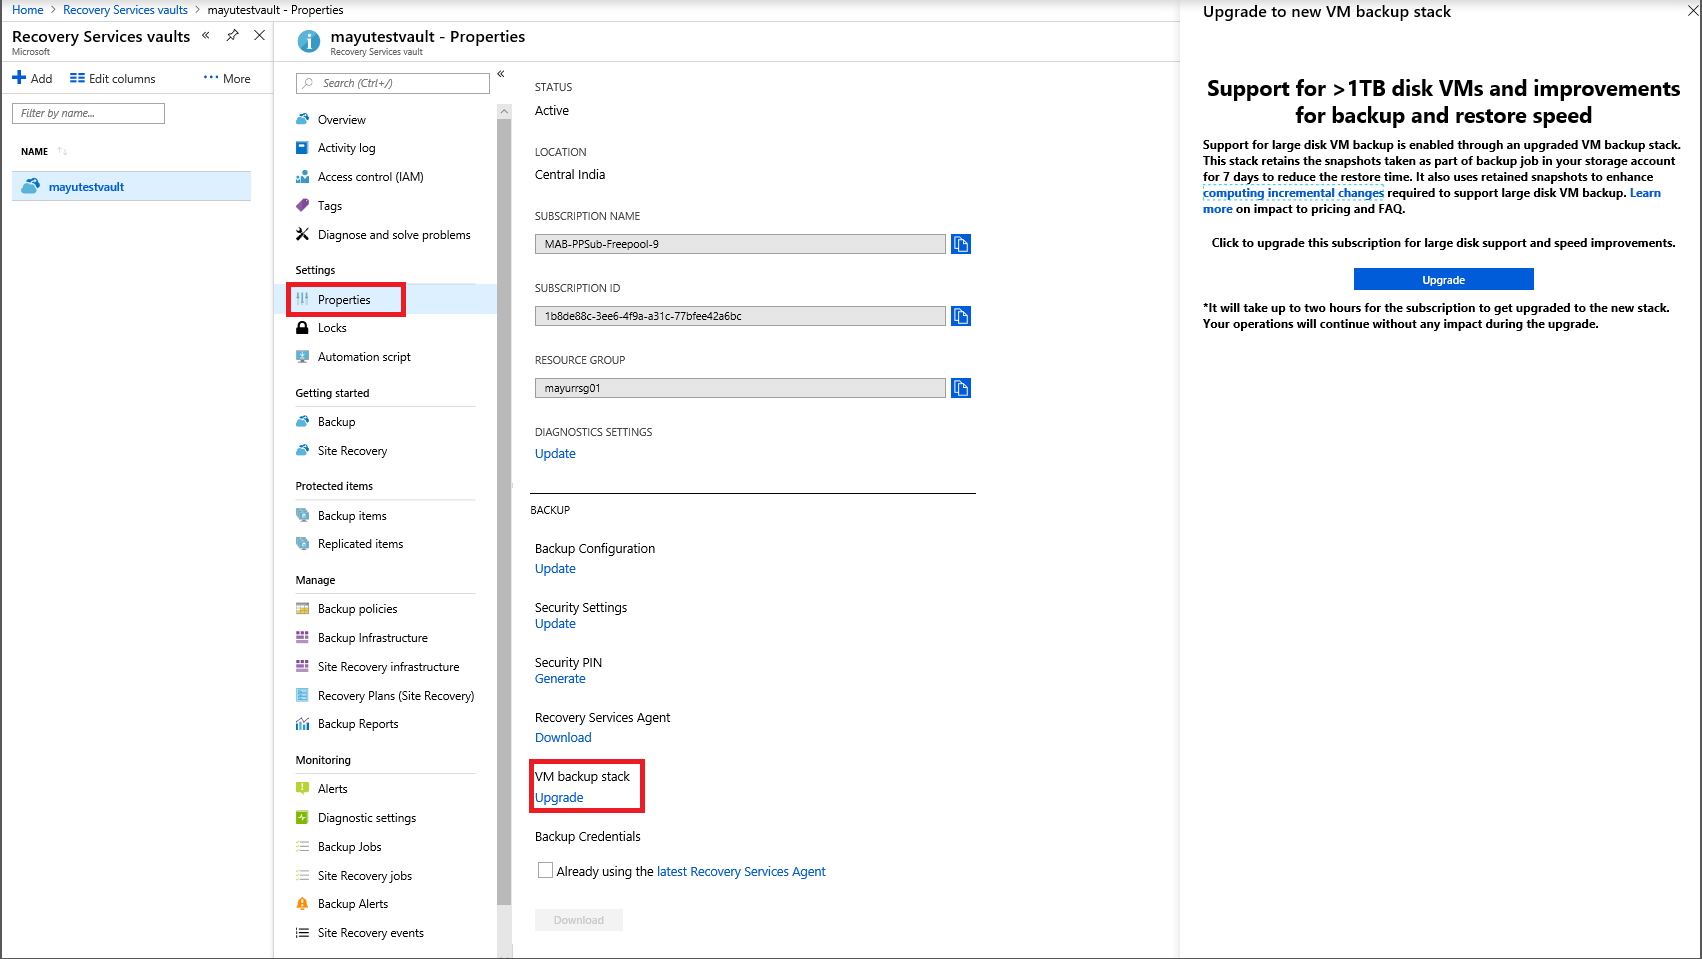 Home > Recovery Services vaults > mayutestvault - Properties
Recovery Services vaults
Microsoft
Add Edit columns More
Filter by name...
NAME
mayutestvault
mayutestvault - Properties
Recovery Services vault
Search (Ctrl+/)
Overview
Activity log
Access control (IAM)
Tags
Diagnose and solve problems
Settings
Properties
Locks
Automation script
Getting started
Backup
Site Recovery
Protected items
Backup items
Replicated items
Manage
Backup policies
Backup Infrastructure
Site Recovery infrastructure
Recovery Plans (Site Recovery)
Backup Reports
Monitoring
Alerts
Diagnostic settings
Backup Jobs
Site Recovery jobs
Backup Alerts
Site Recovery events
STATUS
Active
LOCATION
Central India
SUBSCRIPTION NAME
MAB-PPSub-Freepool-9
SUBSCRIPTION ID
1b8de88c-3ee6-4f9a-a31c-77bfee42a6bc
RESOURCE GROUP
mayurrsg01
DIAGNOSTICS SETTINGS
Update
BACKUP
Backup Configuration
Update
Security Settings
Update
Security PIN
Generate
Recovery Services Agent
Download
VM backup stack
Upgrade
Backup Credentials
Already using the latest Recovery Services Agent
Download
Upgrade to new VM backup stack
Support for >1TB disk VMs and improvements
for backup and restore speed
Support for large disk VM backup is enabled through an upgraded VM backup stack.
This stack retains the snapshots taken as part of backup job in your storage account
for 7 days to reduce the restore time. It also uses retained snapshots to enhance
computing incremental changes required to support large disk VM backup. Learn
more on impact to pricing and FAQ.
Click to upgrade this subscription for large disk support and speed improvements.
Upgrade
*It will take up to two hours for the subscription to get upgraded to the new stack.
Your operations will continue without any impact during the upgrade.